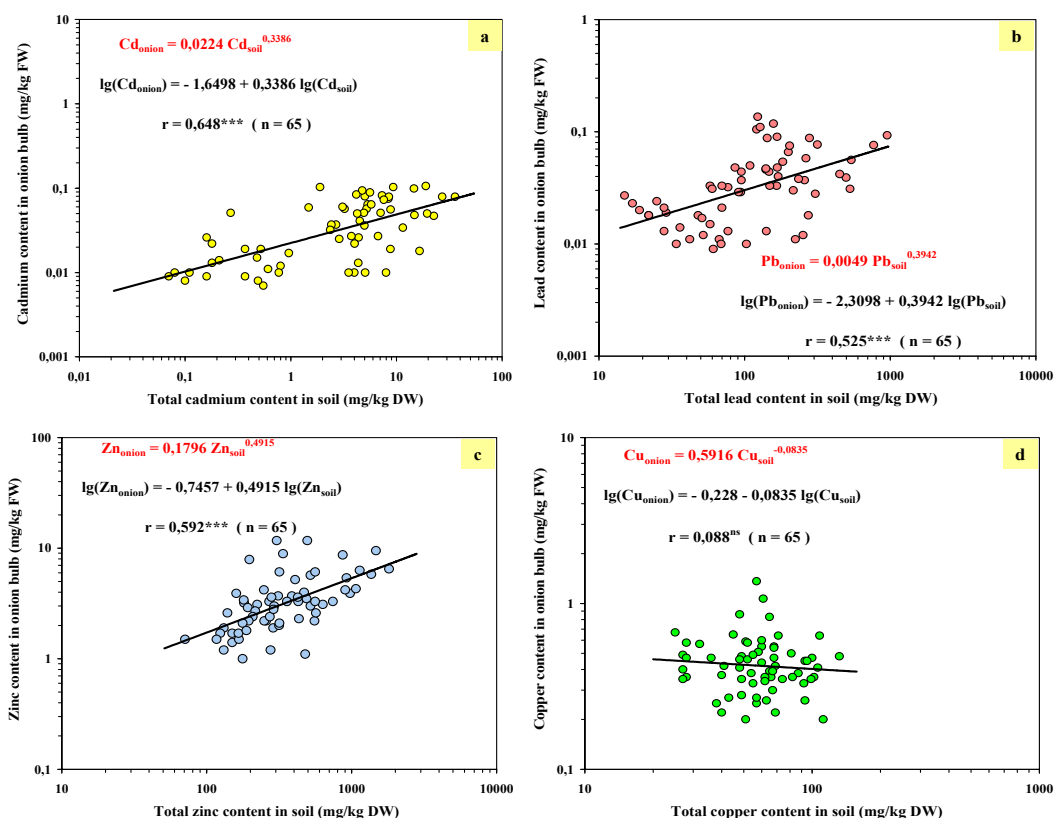 a
Cd_onion = 0,0224 Cd_soil^0,3386
lg(Cd_onion) = - 1,6498 + 0,3386 lg(Cd_soil)
r = 0,648*** ( n = 65 )
Cadmium content in onion bulb (mg/kg FW)
10
1
0,1
0,01
0,001
0,01 0,1 1 10 100
Total cadmium content in soil (mg/kg DW)
b
Lead content in onion bulb (mg/kg FW)
1
0,1
0,01
0,001
Pb_onion = 0,0049 Pb_soil^0,3942
lg(Pb_onion) = - 2,3098 + 0,3942 lg(Pb_soil)
r = 0,525*** ( n = 65 )
10 100 1000 10000
Total lead content in soil (mg/kg DW)
c
Zn_onion = 0,1796 Zn_soil^0,4915
lg(Zn_onion) = - 0,7457 + 0,4915 lg(Zn_soil)
r = 0,592*** ( n = 65 )
Zinc content in onion bulb (mg/kg FW)
100
10
1
0,1
10 100 1000 10000
Total zinc content in soil (mg/kg DW)
d
Cu_onion = 0,5916 Cu_soil^-0,0835
lg(Cu_onion) = - 0,228 - 0,0835 lg(Cu_soil)
r = 0,088^ns ( n = 65 )
Copper content in onion bulb (mg/kg FW)
10
1
0,1
10 100 1000
Total copper content in soil (mg/kg DW)